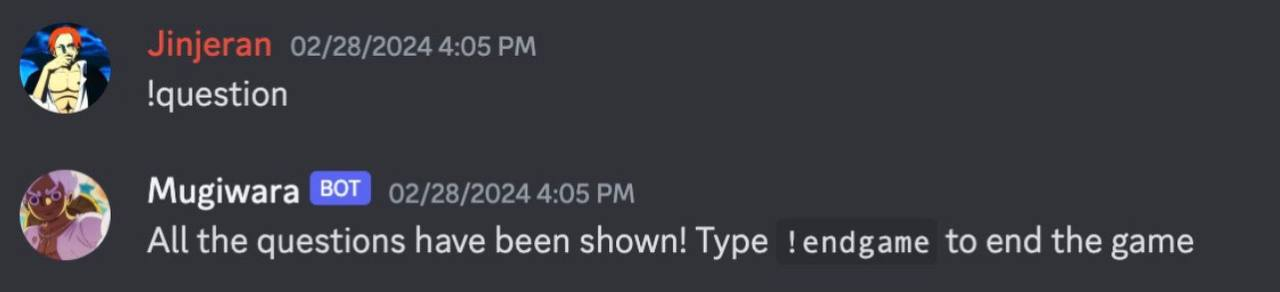 Jinjeran 02/28/2024 4:05 PM
!question
Mugiwara BOT 02/28/2024 4:05 PM
All the questions have been shown! Type !endgame to end the game